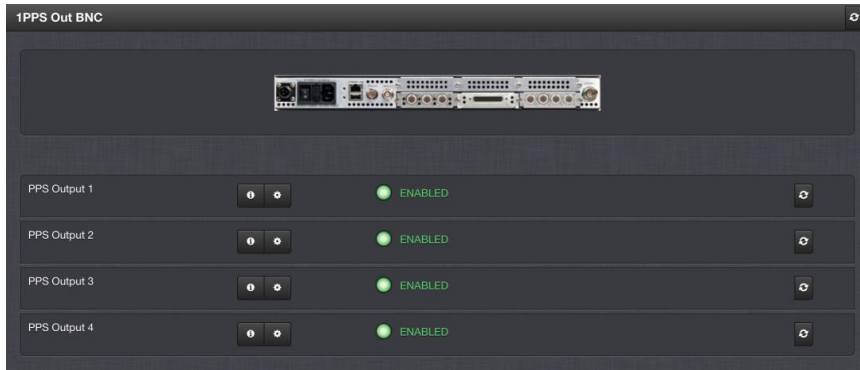 1PPS Out BNC
PPS Output 1 ENABLED
PPS Output 2 ENABLED
PPS Output 3 ENABLED
PPS Output 4 ENABLED